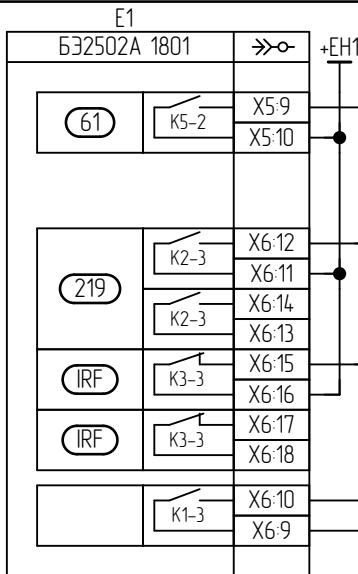 E1
БЭ2502А 1801
+EH1
61
K5-2
X5:9
X5:10
219
K2-3
X6:12
X6:11
K2-3
X6:14
X6:13
IRF
K3-3
X6:15
X6:16
IRF
K3-3
X6:17
X6:18
K1-3
X6:10
X6:9